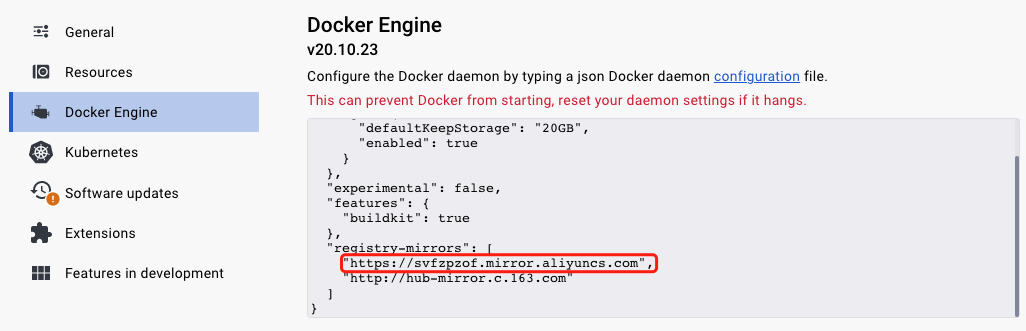 General
Resources
Docker Engine
Kubernetes
Software updates
Extensions
Features in development
Docker Engine
v20.10.23
Configure the Docker daemon by typing a json Docker daemon configuration file.
This can prevent Docker from starting, reset your daemon settings if it hangs.
"defaultKeepStorage": "20GB",
"enabled": true
}
},
"experimental": false,
"features": {
"buildkit": true
},
"registry-mirrors": [
"https://svfzpzof.mirror.aliyuncs.com",
"http://hub-mirror.c.163.com"
]
}